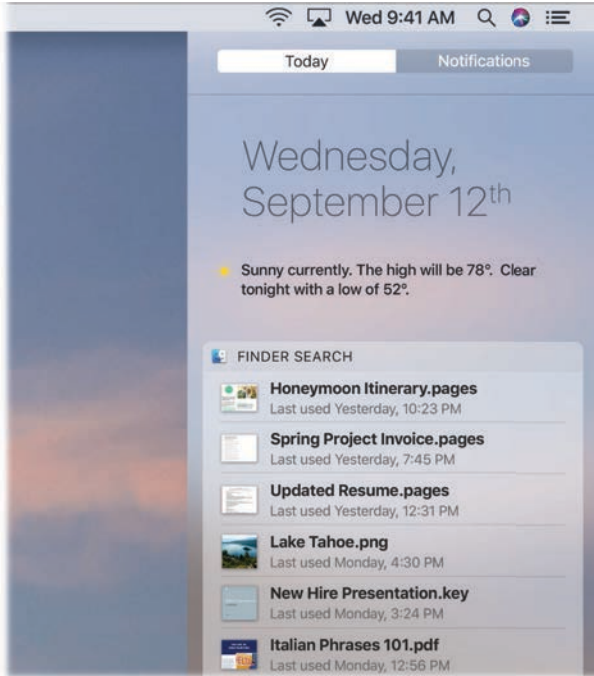 Wed 9:41 AM
Today
Notifications
Wednesday,
September 12th
Sunny currently. The high will be 78°. Clear
tonight with a low of 52°.
FINDER SEARCH
Honeymoon Itinerary.pages
Last used Yesterday, 10:23 PM
Spring Project Invoice.pages
Last used Yesterday, 7:45 PM
Updated Resume.pages
Last used Yesterday, 12:31 PM
Lake Tahoe.png
Last used Monday, 4:30 PM
New Hire Presentation.key
Last used Monday, 3:24 PM
Italian Phrases 101.pdf
Last used Monday, 12:56 PM